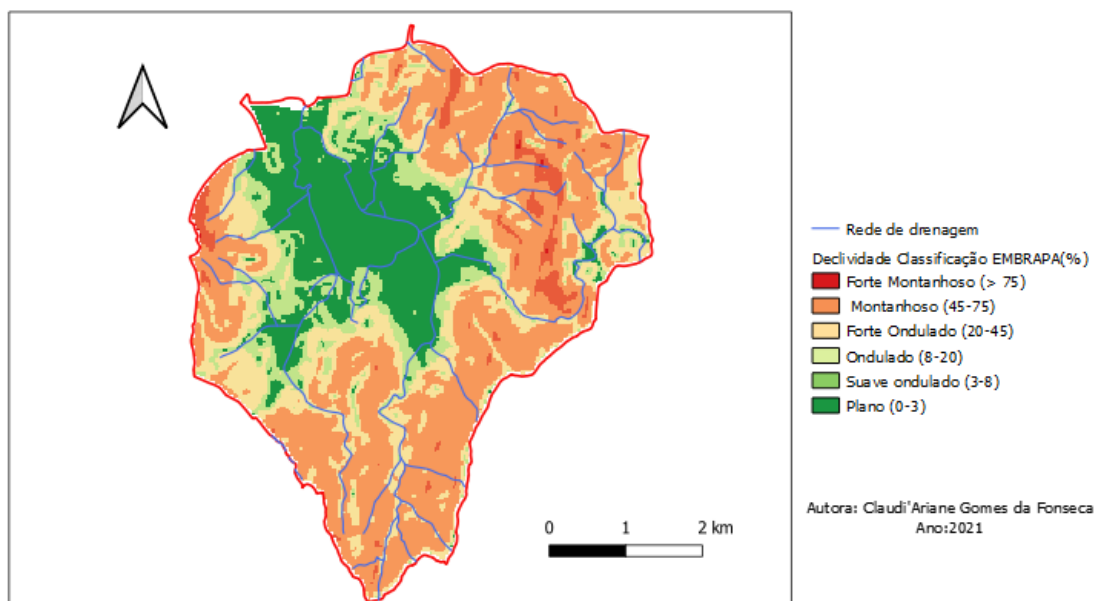 Rede de drenagem
Declividade Classificação EMBRAPA(%)
Forte Montanhoso (> 75)
Montanhoso (45-75)
Forte Ondulado (20-45)
Ondulado (8-20)
Suave ondulado (3-8)
Plano (0-3)
0 1 2 km
Autora: Claudi'Ariane Gomes da Fonseca
Ano:2021